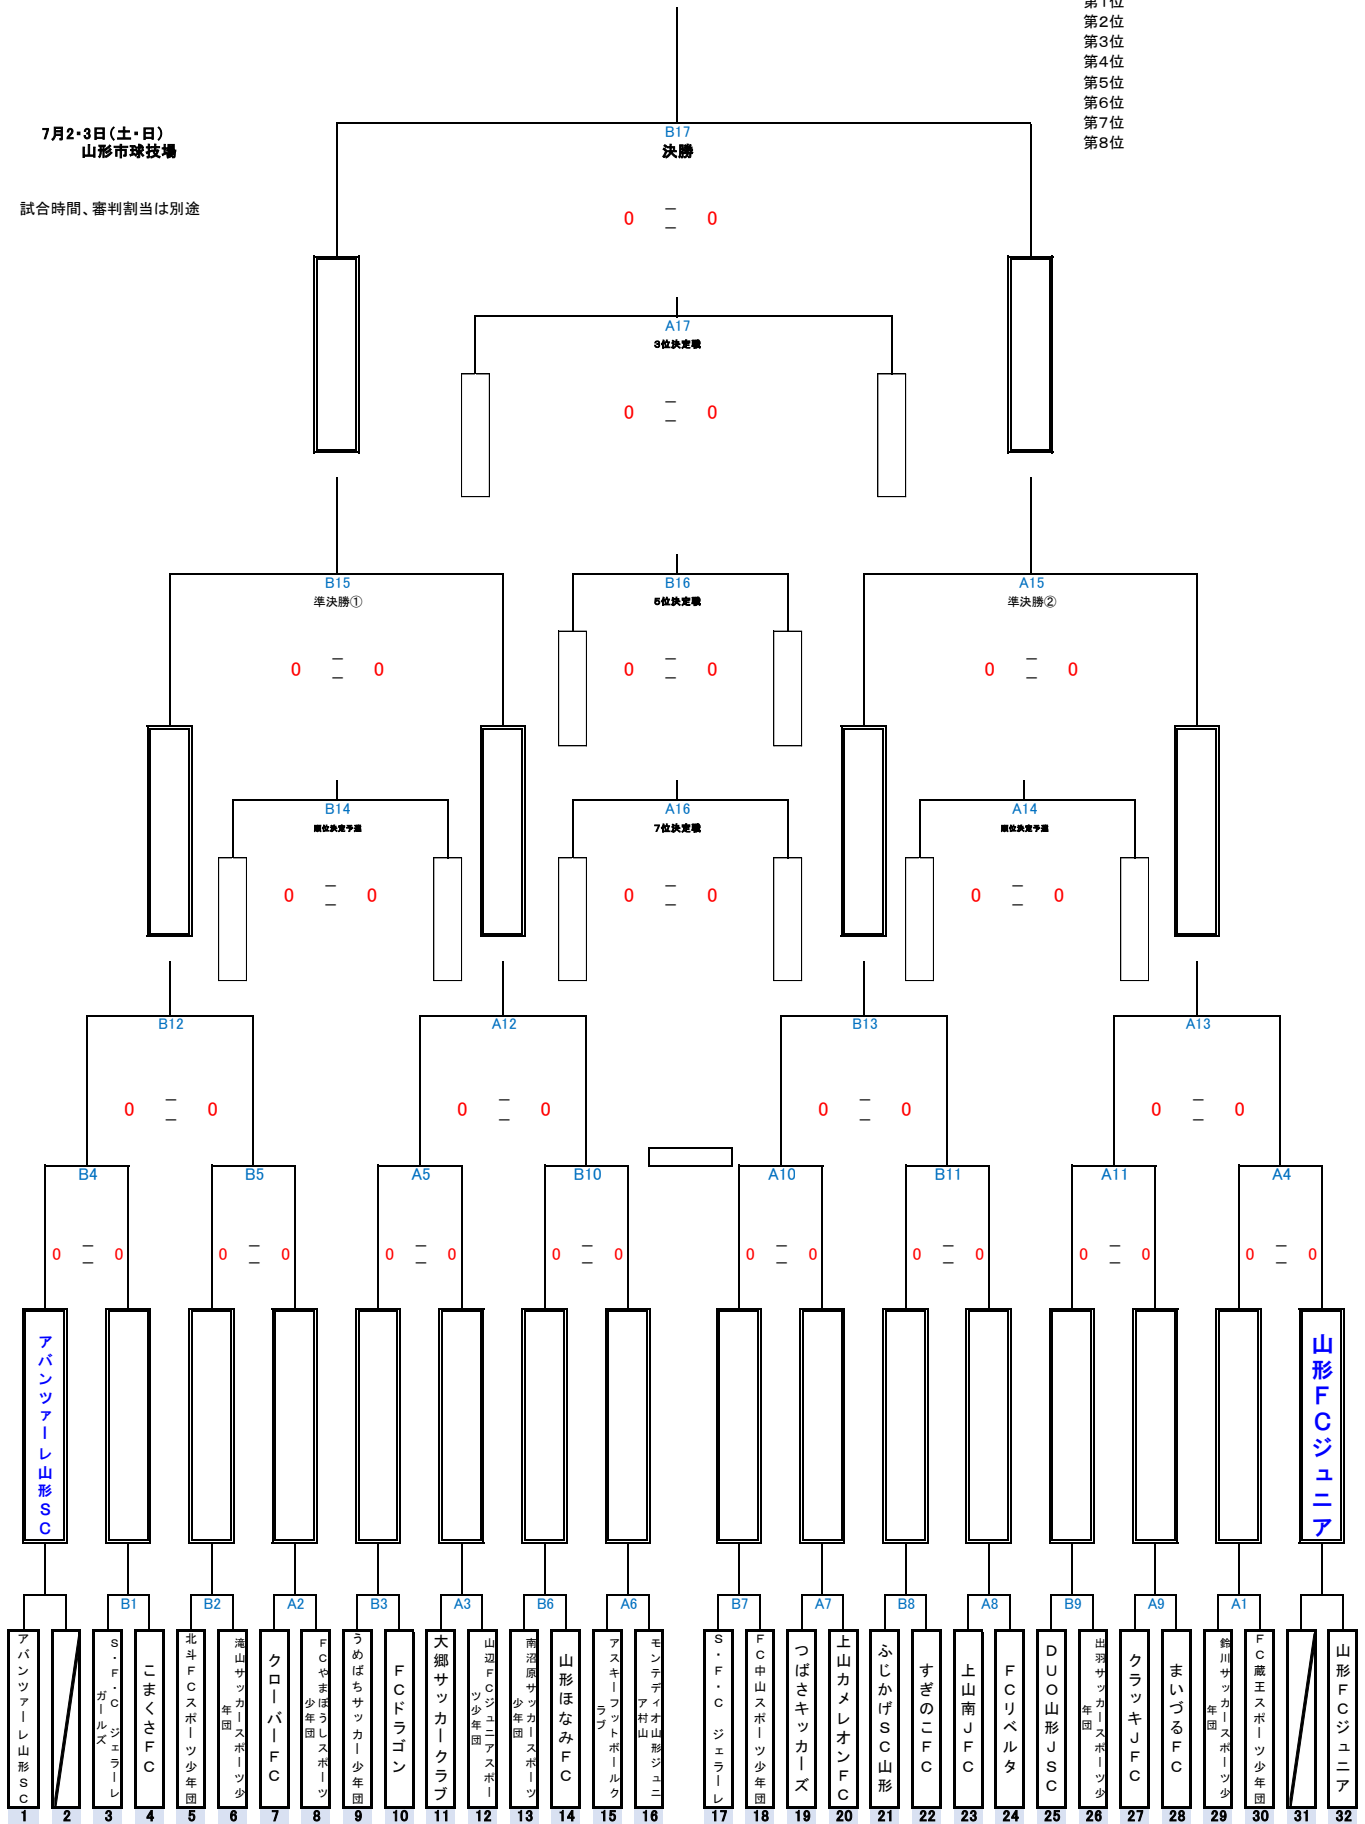 第1位
第2位
第3位
第4位
第5位
第6位
第7位
第8位
7月2・3日(土・日)
山形市球技場
試合時間、審判割当は別途
B17
決勝
0 － － 0
A17
3位決定戦
0 － － 0
B15
準決勝①
0 － － 0
B16
5位決定戦
0 － － 0
A15
準決勝②
0 － － 0
B14
順位決定予選
0 － － 0
A16
7位決定戦
0 － － 0
A14
順位決定予選
0 － － 0
B12
A12
B13
A13
0 － － 0
0 － － 0
0 － － 0
0 － － 0
B4
B5
A5
B10
A10
B11
A11
A4
0 － － 0
0 － － 0
0 － － 0
0 － － 0
0 － － 0
0 － － 0
0 － － 0
0 － － 0
アバンツァーレ山形SC
山形FCジュニア
B1
B2
A2
B3
A3
B6
A6
B7
A7
B8
A8
B9
A9
A1
アバンツァーレ山形SC
S・F・C ジェラーレ
ガールズ
こまくさFC
北斗FCスポーツ少年団
滝山サッカースポーツ少
年団
クローバーFC
FCやまぼうしスポーツ
少年団
うめばちサッカー少年団
FCドラゴン
大郷サッカークラブ
山辺FCジュニアスポー
ツ少年団
南沼原サッカースポーツ
少年団
山形ほなみFC
アスキーフットボールク
ラブ
モンテディオ山形ジュニ
ア村山
S・F・C ジェラーレ
FC中山スポーツ少年団
つばさキッカーズ
上山カメレオンFC
ふじかげSC山形
すぎのこFC
上山南JFC
FCリベルタ
DUO山形JSC
出羽サッカースポーツ少
年団
クラッキJFC
まいづるFC
鈴川サッカースポーツ少
年団
FC蔵王スポーツ少年団
山形FCジュニア
1
2
3
4
5
6
7
8
9
10
11
12
13
14
15
16
17
18
19
20
21
22
23
24
25
26
27
28
29
30
31
32